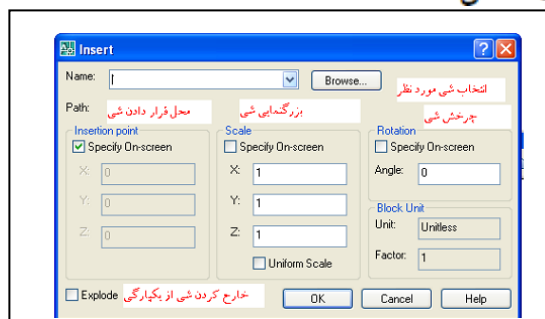 Insert
Name: Browse... انتخاب شی مورد نظر
Path: محل قرار دادن شی بزرگنمایی شی چرخش شی
Insertion point Scale Rotation
Specify On-screen Specify On-screen Specify On-screen
X: 0 X: 1 Angle: 0
Y: 0 Y: 1 Block Unit
Unit: Unitless
Z: 0 Z: 1
Uniform Scale Factor: 1
Explode خارج کردن شی از یکپارگی OK Cancel Help